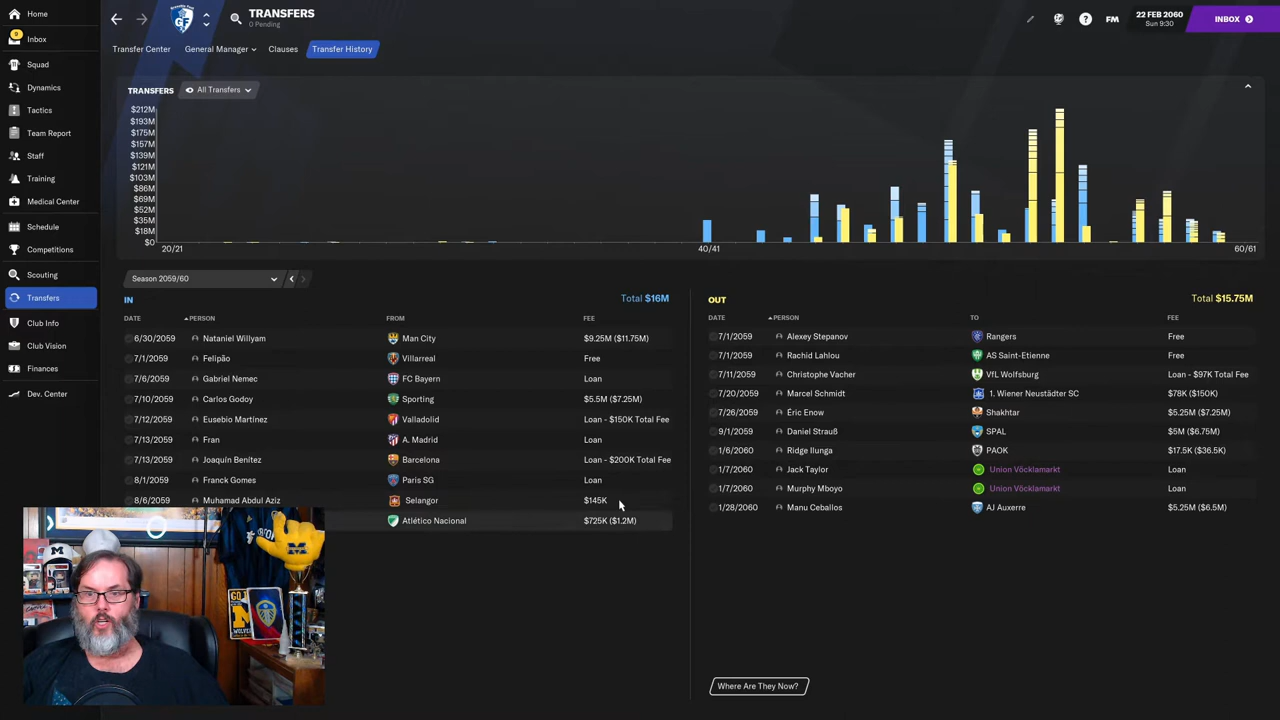 Home
TRANSFERS
0 Pending
22 FEB 2060
Sun 9:30
FM
INBOX
9
Inbox
Transfer Center
General Manager
Clauses
Transfer History
Squad
Dynamics
Tactics
Team Report
Staff
Training
Medical Center
Schedule
Competitions
Scouting
Transfers
Club Info
Club Vision
Finances
Dev. Center
TRANSFERS
All Transfers
$212M
$193M
$175M
$157M
$139M
$121M
$103M
$86M
$69M
$52M
$35M
$18M
$0
20/21
40/41
60/61
Season 2059/60
IN
Total $16M
DATE PERSON FROM FEE
6/30/2059 Nataniel Willyam Man City $9.25M ($11.75M)
7/1/2059 Felipão Villarreal Free
7/6/2059 Gabriel Nemec FC Bayern Loan
7/10/2059 Carlos Godoy Sporting $5.5M ($7.25M)
7/12/2059 Eusebio Martínez Valladolid Loan - $150K Total Fee
7/13/2059 Fran A. Madrid Loan
7/13/2059 Joaquín Benítez Barcelona Loan - $200K Total Fee
8/1/2059 Franck Gomes Paris SG Loan
8/6/2059 Muhamad Abdul Aziz Selangor $145K
Atlético Nacional $725K ($1.2M)
OUT
Total $15.75M
DATE PERSON TO FEE
7/1/2059 Alexey Stepanov Rangers Free
7/1/2059 Rachid Lahlou AS Saint-Etienne Free
7/11/2059 Christophe Vacher VfL Wolfsburg Loan - $97K Total Fee
7/20/2059 Marcel Schmidt 1. Wiener Neustädter SC $78K ($150K)
7/26/2059 Éric Enow Shakhtar $5.25M ($7.25M)
9/1/2059 Daniel Strauß SPAL $5M ($6.75M)
1/6/2060 Ridge Ilunga PAOK $17.5K ($36.5K)
1/7/2060 Jack Taylor Union Vöcklamarkt Loan
1/7/2060 Murphy Mboyo Union Vöcklamarkt Loan
1/28/2060 Manu Ceballos AJ Auxerre $5.25M ($6.5M)
Where Are They Now?